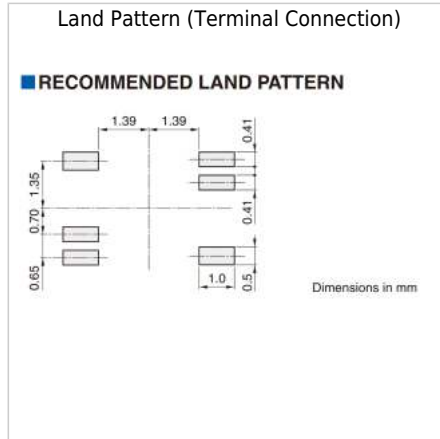 Land Pattern (Terminal Connection)
RECOMMENDED LAND PATTERN
1.39 1.39
0.41
1.35
0.70
0.41
0.65
1.0
0.5
Dimensions in mm